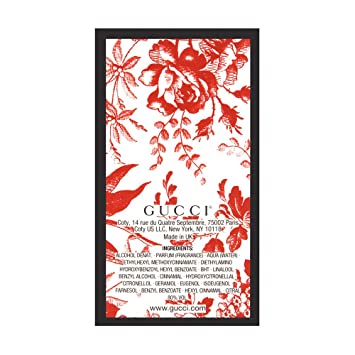 GUCCI
Coty, 14 rue du Quatre Septembre, 75002 Paris
Coty US LLC, New York, NY 10118
Made in UK
INGREDIENTS:
ALCOHOL DENAT. · PARFUM (FRAGRANCE) · AQUA (WATER)
ETHYLHEXYL METHOXYCINNAMATE · DIETHYLAMINO
HYDROXYBENZOYL HEXYL BENZOATE · BHT · LINALOOL
BENZYL ALCOHOL · CINNAMAL · HYDROXYCITRONELLAL
CITRONELLOL · GERANIOL · EUGENOL · ISOEUGENOL
FARNESOL · BENZYL BENZOATE · HEXYL CINNAMAL · CITRAL
80% VOL
www.gucci.com